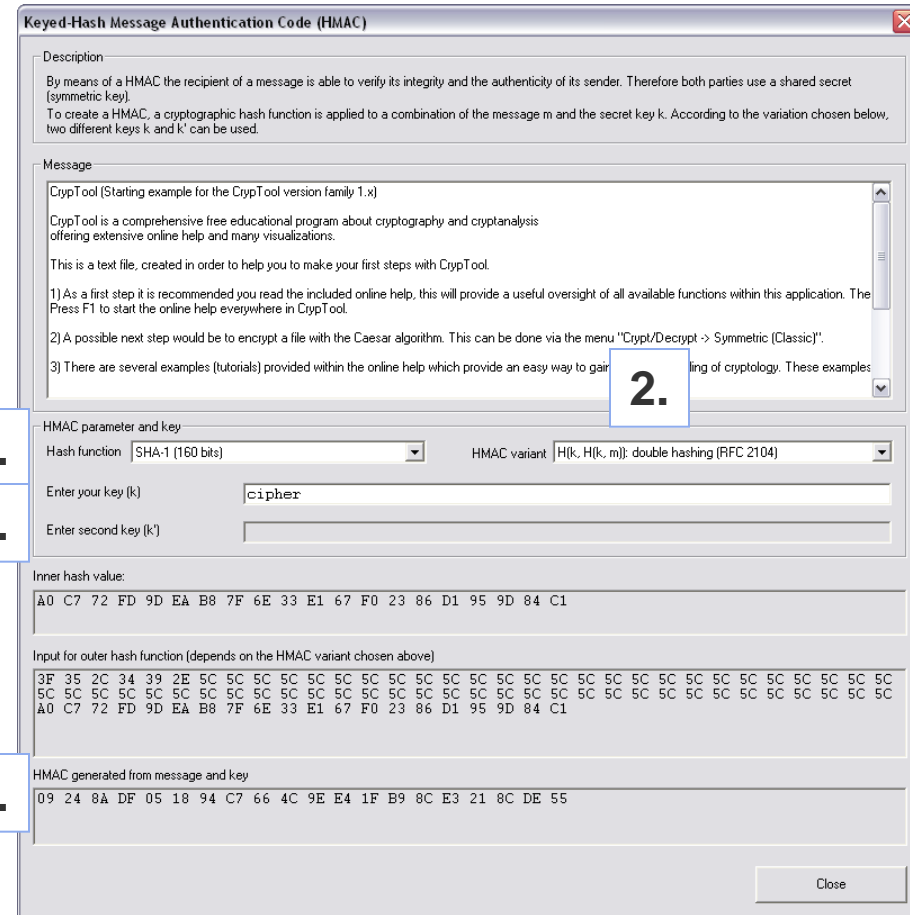 Keyed-Hash Message Authentication Code (HMAC)
Description
By means of a HMAC the recipient of a message is able to verify its integrity and the authenticity of its sender. Therefore both parties use a shared secret
(symmetric key).
To create a HMAC, a cryptographic hash function is applied to a combination of the message m and the secret key k. According to the variation chosen below,
two different keys k and k' can be used.
Message
CrypTool (Starting example for the CrypTool version family 1.x)
CrypTool is a comprehensive free educational program about cryptography and cryptanalysis
offering extensive online help and many visualizations.
This is a text file, created in order to help you to make your first steps with CrypTool.
1) As a first step it is recommended you read the included online help, this will provide a useful oversight of all available functions within this application. The
Press F1 to start the online help everywhere in CrypTool.
2) A possible next step would be to encrypt a file with the Caesar algorithm. This can be done via the menu "Crypt/Decrypt -> Symmetric (Classic)".
3) There are several examples (tutorials) provided within the online help which provide an easy way to gain ling of cryptology. These examples
2.
HMAC parameter and key
Hash function SHA-1 (160 bits) HMAC variant H(k, H(k, m)): double hashing (RFC 2104)
Enter your key (k) cipher
Enter second key (k')
Inner hash value:
A0 C7 72 FD 9D EA B8 7F 6E 33 E1 67 F0 23 86 D1 95 9D 84 C1
Input for outer hash function (depends on the HMAC variant chosen above)
3F 35 2C 34 39 2E 5C 5C 5C 5C 5C 5C 5C 5C 5C 5C 5C 5C 5C 5C 5C 5C 5C 5C 5C 5C 5C 5C 5C 5C 5C 5C
5C 5C 5C 5C 5C 5C 5C 5C 5C 5C 5C 5C 5C 5C 5C 5C 5C 5C 5C 5C 5C 5C 5C 5C 5C 5C 5C 5C 5C 5C 5C 5C
A0 C7 72 FD 9D EA B8 7F 6E 33 E1 67 F0 23 86 D1 95 9D 84 C1
HMAC generated from message and key
09 24 8A DF 05 18 94 C7 66 4C 9E E4 1F B9 8C E3 21 8C DE 55
Close